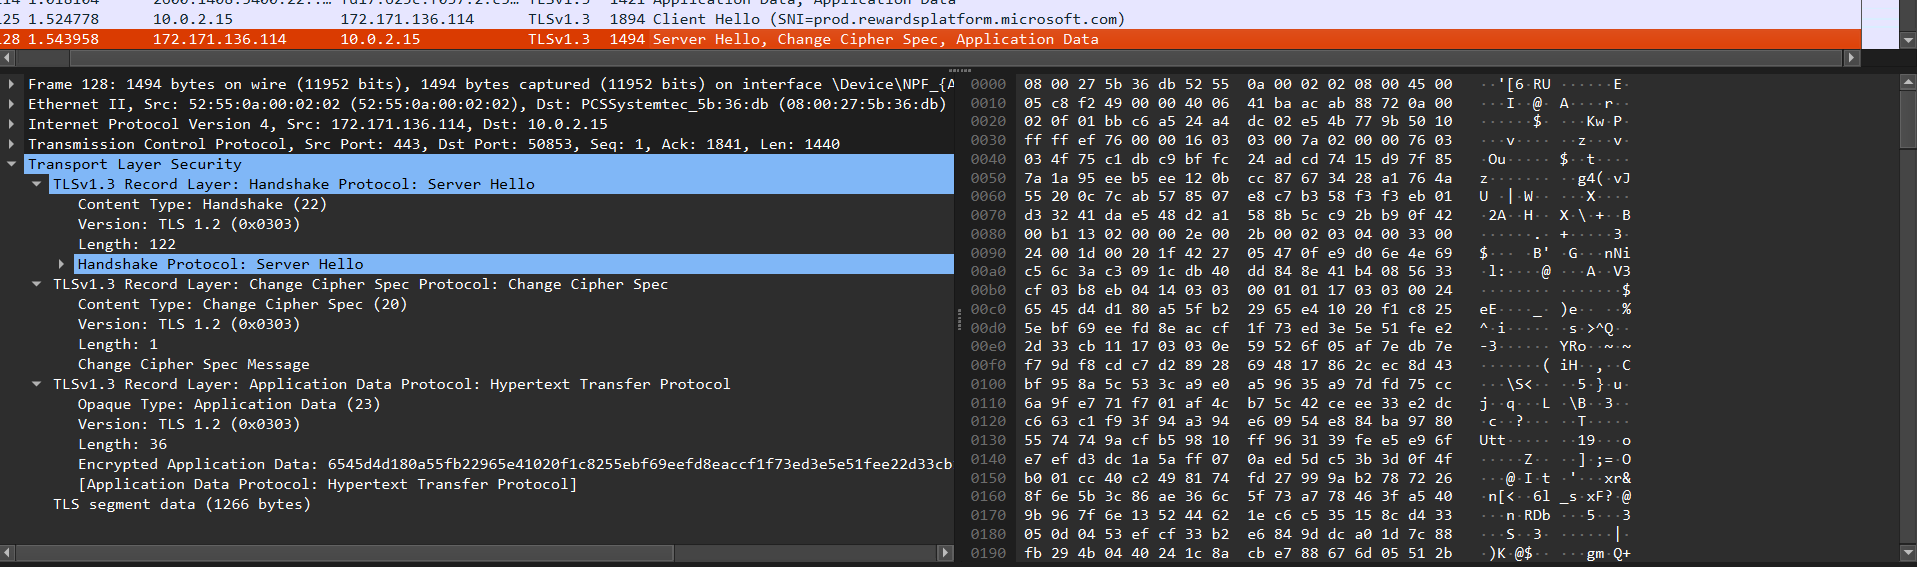 1.524778 10.0.2.15 172.171.136.114 TLSv1.3 1894 Client Hello (SNI=prod.rewardsplatform.microsoft.com)
128 1.543958 172.171.136.114 10.0.2.15 TLSv1.3 1494 Server Hello, Change Cipher Spec, Application Data
Frame 128: 1494 bytes on wire (11952 bits), 1494 bytes captured (11952 bits) on interface \Device\NPF_{A
Ethernet II, Src: 52:55:0a:00:02:02 (52:55:0a:00:02:02), Dst: PCSSystemtec_5b:36:db (08:00:27:5b:36:db)
Internet Protocol Version 4, Src: 172.171.136.114, Dst: 10.0.2.15
Transmission Control Protocol, Src Port: 443, Dst Port: 50853, Seq: 1, Ack: 1841, Len: 1440
Transport Layer Security
TLSv1.3 Record Layer: Handshake Protocol: Server Hello
Content Type: Handshake (22)
Version: TLS 1.2 (0x0303)
Length: 122
Handshake Protocol: Server Hello
TLSv1.3 Record Layer: Change Cipher Spec Protocol: Change Cipher Spec
Content Type: Change Cipher Spec (20)
Version: TLS 1.2 (0x0303)
Length: 1
Change Cipher Spec Message
TLSv1.3 Record Layer: Application Data Protocol: Hypertext Transfer Protocol
Opaque Type: Application Data (23)
Version: TLS 1.2 (0x0303)
Length: 36
Encrypted Application Data: 6545d4d180a55fb22965e41020f1c8255ebf69eefd8eaccf1f73ed3e5e51fee22d33cb
[Application Data Protocol: Hypertext Transfer Protocol]
TLS segment data (1266 bytes)
0000 08 00 27 5b 36 db 52 55 0a 00 02 02 08 00 45 00 ··'[6·RU ······E·
0010 05 c8 f2 49 00 00 40 06 41 ba ac ab 88 72 0a 00 ···I··@· A····r··
0020 02 0f 01 bb c6 a5 24 a4 dc 02 e5 4b 77 9b 50 10 ······$· ···Kw·P·
0030 ff ff ef 76 00 00 16 03 03 00 7a 02 00 00 76 03 ···v···· ··z···v·
0040 03 4f 75 c1 db c9 bf fc 24 ad cd 74 15 d9 7f 85 ·Ou····· $··t····
0050 7a 1a 95 ee b5 ee 12 0b cc 87 67 34 28 a1 76 4a z······· ··g4(·vJ
0060 55 20 0c 7c ab 57 85 07 e8 c7 b3 58 f3 f3 eb 01 U ·|·W·· ···X····
0070 d3 32 41 da e5 48 d2 a1 58 8b 5c c9 2b b9 0f 42 ·2A··H·· X·\·+··B
0080 00 b1 13 02 00 00 2e 00 2b 00 02 03 04 00 33 00 ······.· +·····3·
0090 24 00 1d 00 20 1f 42 27 05 47 0f e9 d0 6e 4e 69 $··· ·B' ·G···nNi
00a0 c5 6c 3a c3 09 1c db 40 dd 84 8e 41 b4 08 56 33 ·l:····@ ···A··V3
00b0 cf 03 b8 eb 04 14 03 03 00 01 01 17 03 03 00 24 ········ ·······$
00c0 65 45 d4 d1 80 a5 5f b2 29 65 e4 10 20 f1 c8 25 eE····_· )e·· ··%
00d0 5e bf 69 ee fd 8e ac cf 1f 73 ed 3e 5e 51 fe e2 ^·i····· ·s·>^Q··
00e0 2d 33 cb 11 17 03 03 0e 59 52 6f 05 af 7e db 7e -3······ YRo··~·~
00f0 f7 9d f8 cd c7 d2 89 28 69 48 17 86 2c ec 8d 43 ·······( iH··,··C
0100 bf 95 8a 5c 53 3c a9 e0 a5 96 35 a9 7d fd 75 cc ···\S<·· ··5·}·u·
0110 6a 9f e7 71 f7 01 af 4c b7 5c 42 ce ee 33 e2 dc j··q···L ·\B··3··
0120 c6 63 c1 f9 3f 94 a3 94 e6 09 54 e8 84 ba 97 80 ·c··?··· ··T·····
0130 55 74 74 9a cf b5 98 10 ff 96 31 39 fe e5 e9 6f Utt····· ··19···o
0140 e7 ef d3 dc 1a 5a ff 07 0a ed 5d c5 3b 3d 0f 4f ·····Z·· ··]·;=·O
0150 b0 01 cc 40 c2 49 81 74 fd 27 99 9a b2 78 72 26 ···@·I·t ·'···xr&
0160 8f 6e 5b 3c 86 ae 36 6c 5f 73 a7 78 46 3f a5 40 ·n[<··6l _s·xF?·@
0170 9b 96 7f 6e 13 52 44 62 1e c6 c5 35 15 8c d4 33 ···n·RDb ···5···3
0180 05 0d 04 53 ef cf 33 b2 e6 84 9d dc a0 1d 7c 88 ···S··3· ······|·
0190 fb 29 4b 04 40 24 1c 8a cb e7 88 67 6d 05 51 2b ·)K·@$·· ···gm·Q+